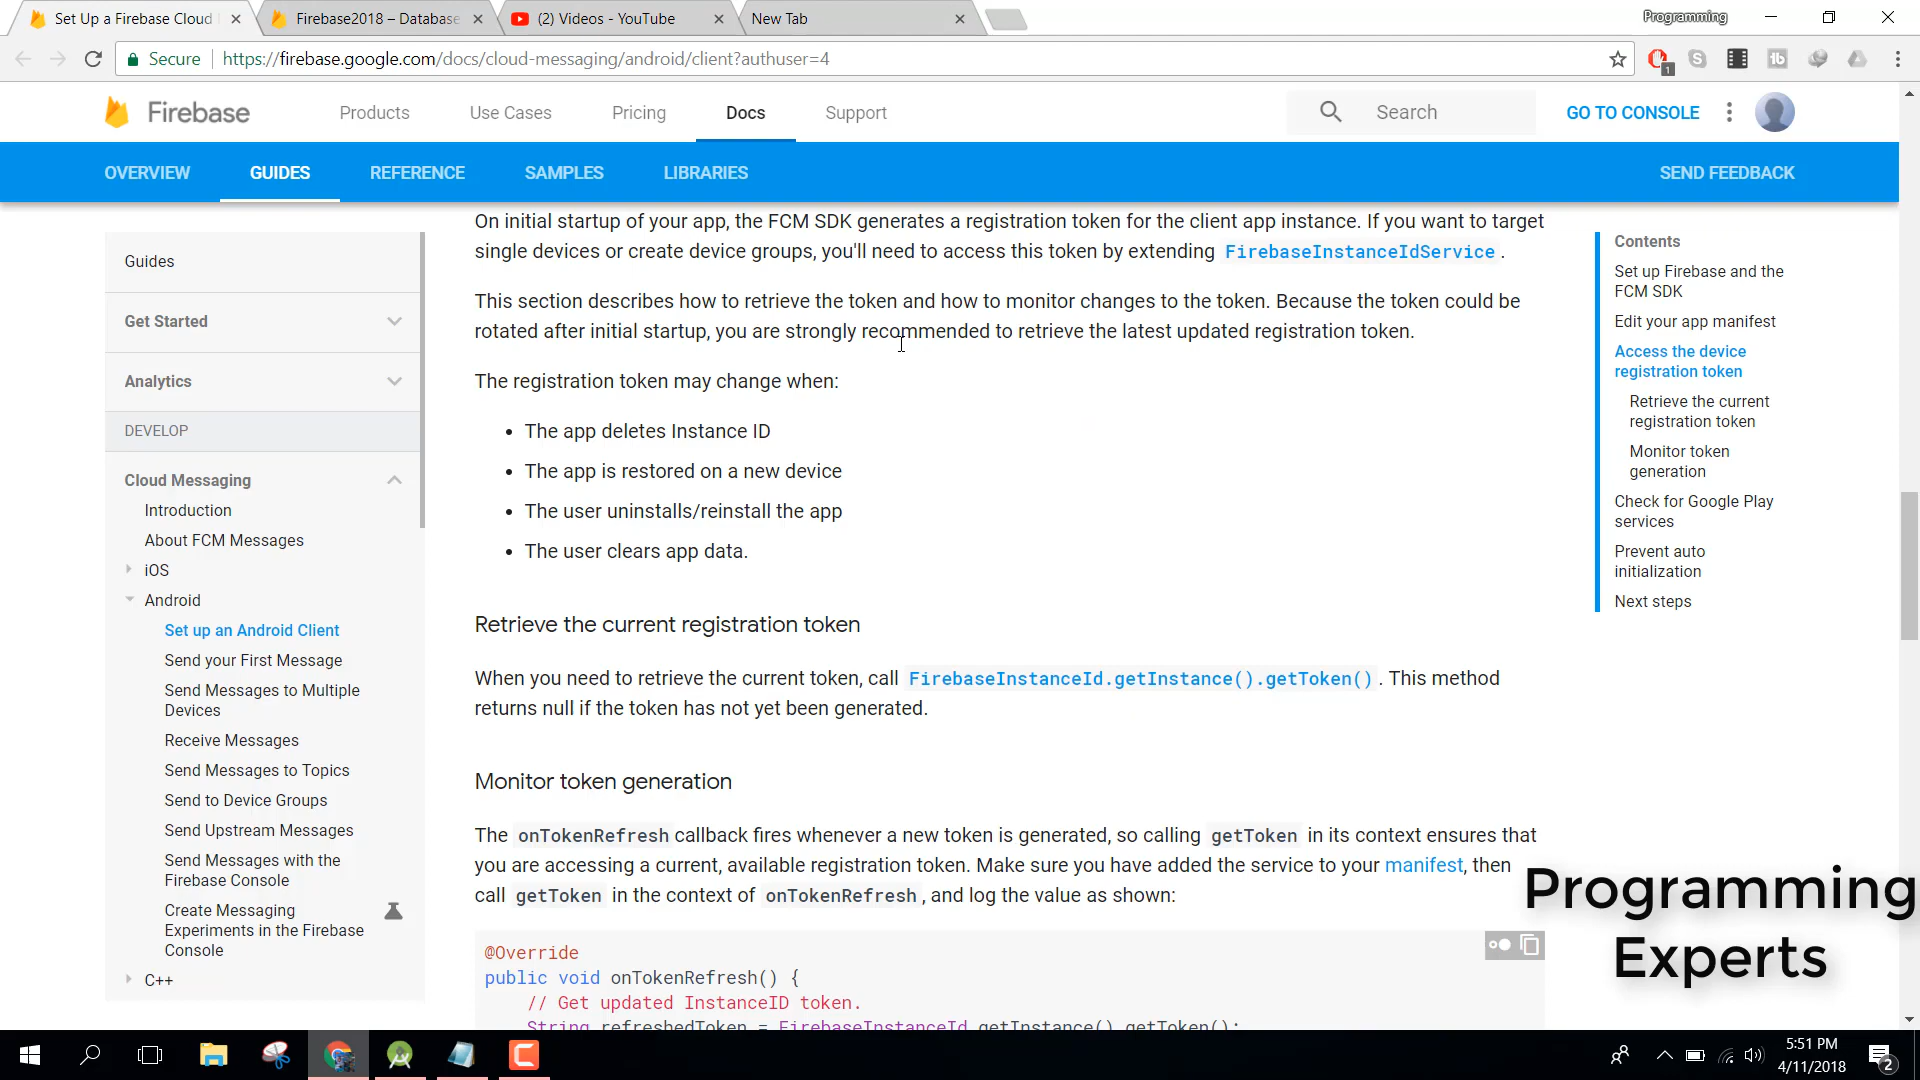 Set Up a Firebase Cloud
Firebase2018 – Database
(2) Videos - YouTube
New Tab
Programming
Secure
https://firebase.google.com/docs/cloud-messaging/android/client?authuser=4
1
Firebase
Products
Use Cases
Pricing
Docs
Support
Search
GO TO CONSOLE
OVERVIEW
GUIDES
REFERENCE
SAMPLES
LIBRARIES
SEND FEEDBACK
Guides
Get Started
Analytics
DEVELOP
Cloud Messaging
Introduction
About FCM Messages
iOS
Android
Set up an Android Client
Send your First Message
Send Messages to Multiple
Devices
Receive Messages
Send Messages to Topics
Send to Device Groups
Send Upstream Messages
Send Messages with the
Firebase Console
Create Messaging
Experiments in the Firebase
Console
C++
On initial startup of your app, the FCM SDK generates a registration token for the client app instance. If you want to target
single devices or create device groups, you'll need to access this token by extending FirebaseInstanceIdService .
This section describes how to retrieve the token and how to monitor changes to the token. Because the token could be
rotated after initial startup, you are strongly recommended to retrieve the latest updated registration token.
The registration token may change when:
• The app deletes Instance ID
• The app is restored on a new device
• The user uninstalls/reinstall the app
• The user clears app data.
Retrieve the current registration token
When you need to retrieve the current token, call FirebaseInstanceId.getInstance().getToken() . This method
returns null if the token has not yet been generated.
Monitor token generation
The onTokenRefresh callback fires whenever a new token is generated, so calling getToken in its context ensures that
you are accessing a current, available registration token. Make sure you have added the service to your manifest, then
call getToken in the context of onTokenRefresh , and log the value as shown:
@Override
public void onTokenRefresh() {
// Get updated InstanceID token.
String refreshedToken = FirebaseInstanceId.getInstance().getToken();
Contents
Set up Firebase and the
FCM SDK
Edit your app manifest
Access the device
registration token
Retrieve the current
registration token
Monitor token
generation
Check for Google Play
services
Prevent auto
initialization
Next steps
Programming
Experts
5:51 PM
4/11/2018
2